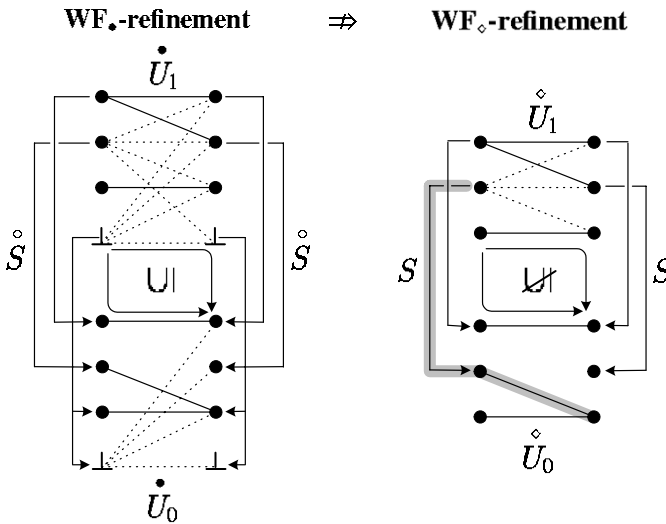 WF●-refinement ⇏ WF◇-refinement
●
U₁
◇
U₁
⊥ ⊥
○
S
○
S
S S
⊎|
⊎̸|
⊥ ⊥
◇
U₀
●
U₀